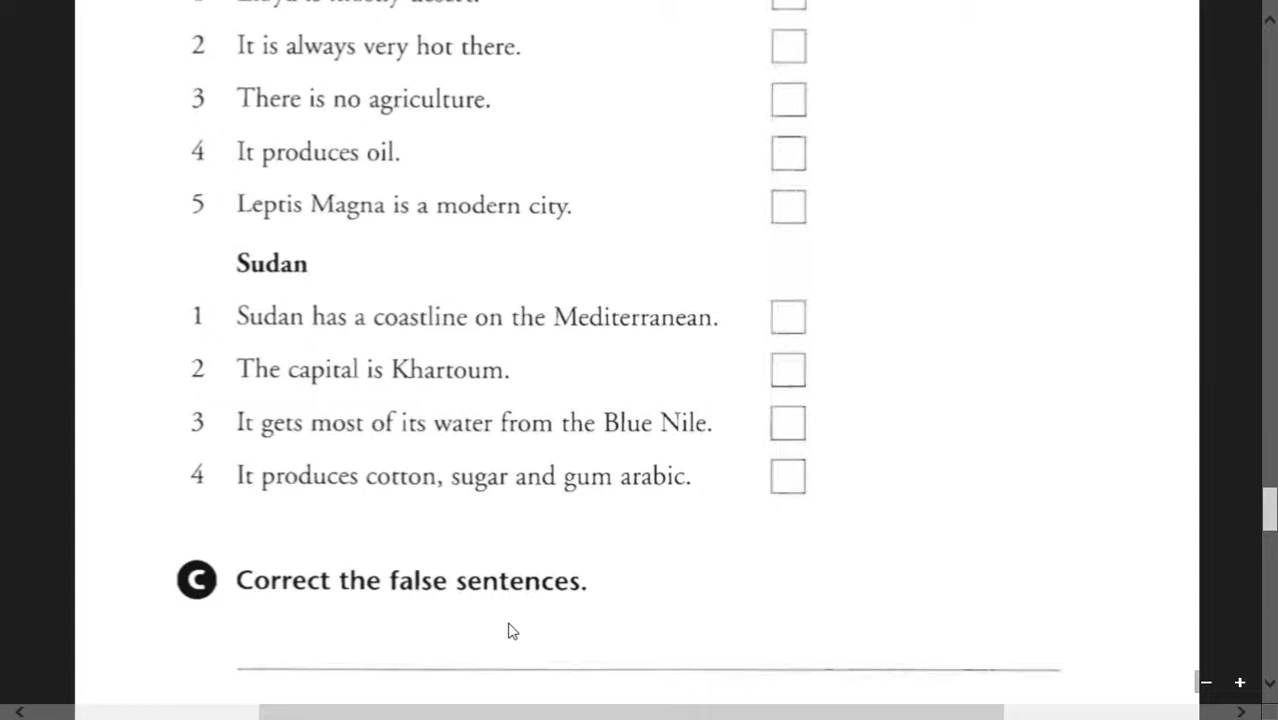 2 It is always very hot there.
3 There is no agriculture.
4 It produces oil.
5 Leptis Magna is a modern city.
Sudan
1 Sudan has a coastline on the Mediterranean.
2 The capital is Khartoum.
3 It gets most of its water from the Blue Nile.
4 It produces cotton, sugar and gum arabic.
C Correct the false sentences.